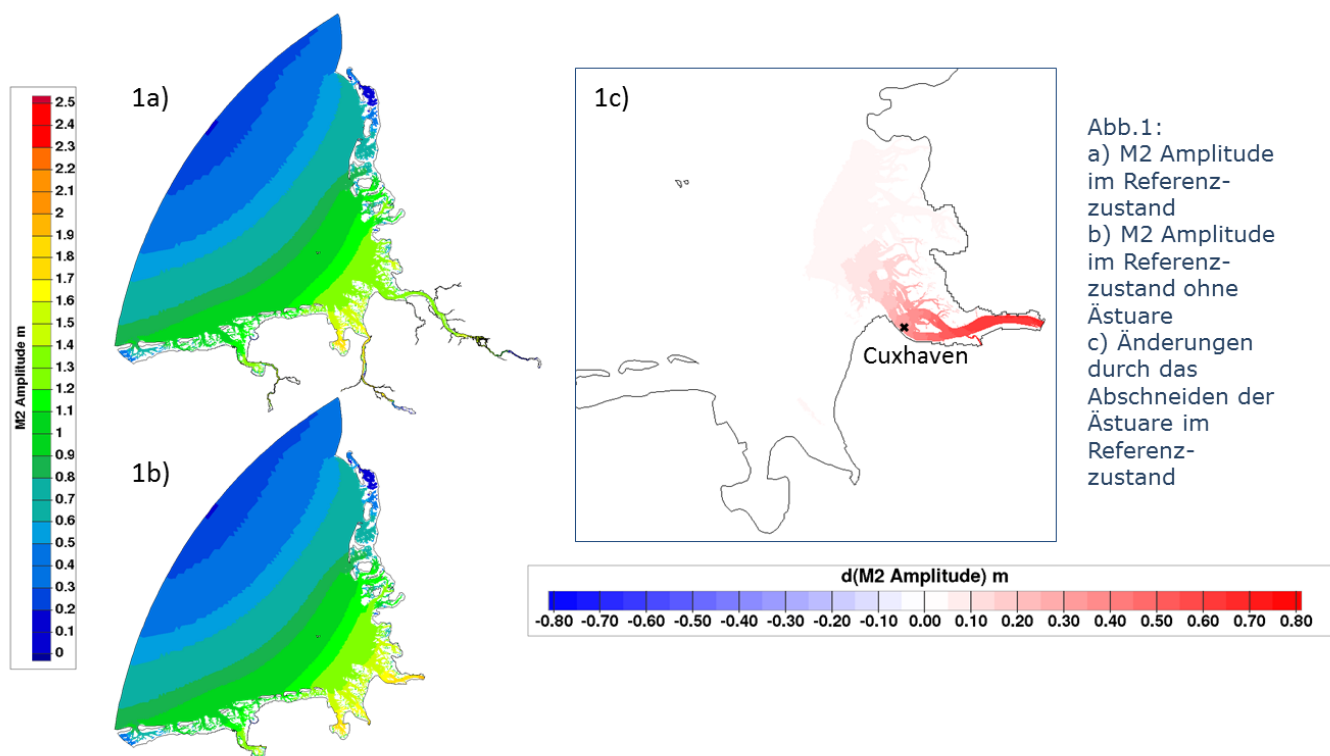 1a)
M2 Amplitude m
2.5
2.4
2.3
2.2
2.1
2
1.9
1.8
1.7
1.6
1.5
1.4
1.3
1.2
1.1
1
0.9
0.8
0.7
0.6
0.5
0.4
0.3
0.2
0.1
0
1b)
1c)
Cuxhaven
d(M2 Amplitude) m
-0.80 -0.70 -0.60 -0.50 -0.40 -0.30 -0.20 -0.10 0.00 0.10 0.20 0.30 0.40 0.50 0.60 0.70 0.80
Abb.1:
a) M2 Amplitude
im Referenz-
zustand
b) M2 Amplitude
im Referenz-
zustand ohne
Ästuare
c) Änderungen
durch das
Abschneiden der
Ästuare im
Referenz-
zustand